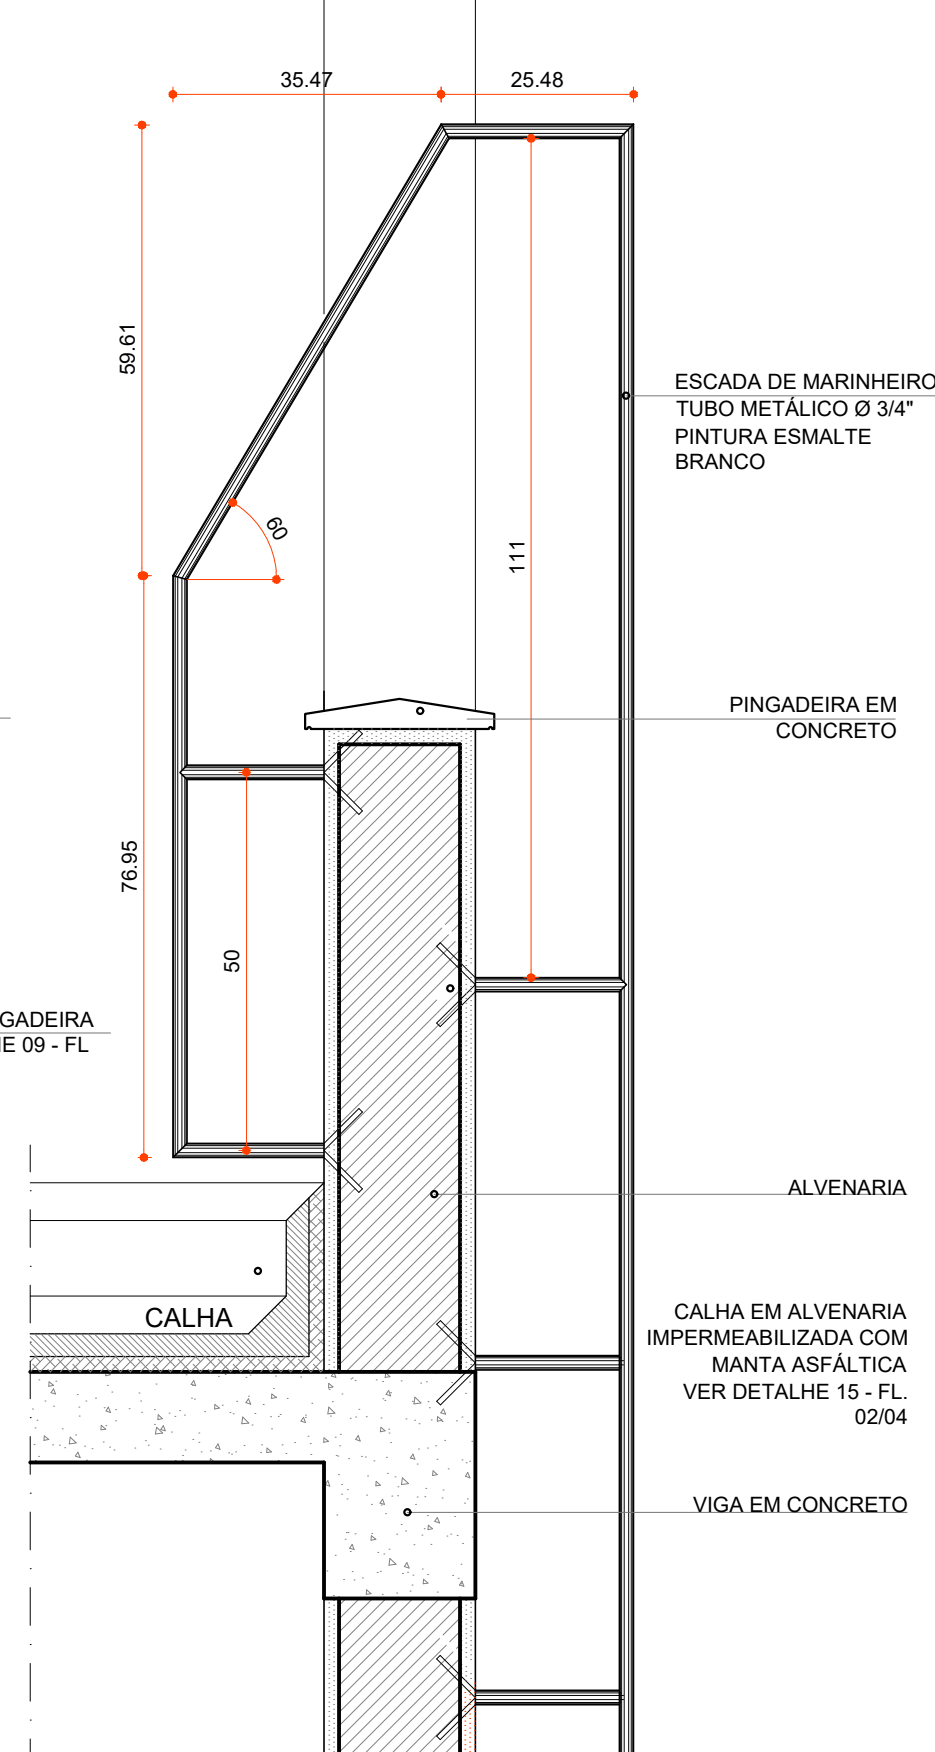 35.47
25.48
59.61
ESCADA DE MARINHEIRO
TUBO METÁLICO Ø 3/4"
PINTURA ESMALTE
BRANCO
60
111
PINGADEIRA EM
CONCRETO
76.95
50
GADEIRA
E 09 - FL
ALVENARIA
CALHA
CALHA EM ALVENARIA
IMPERMEABILIZADA COM
MANTA ASFÁLTICA
VER DETALHE 15 - FL.
02/04
VIGA EM CONCRETO